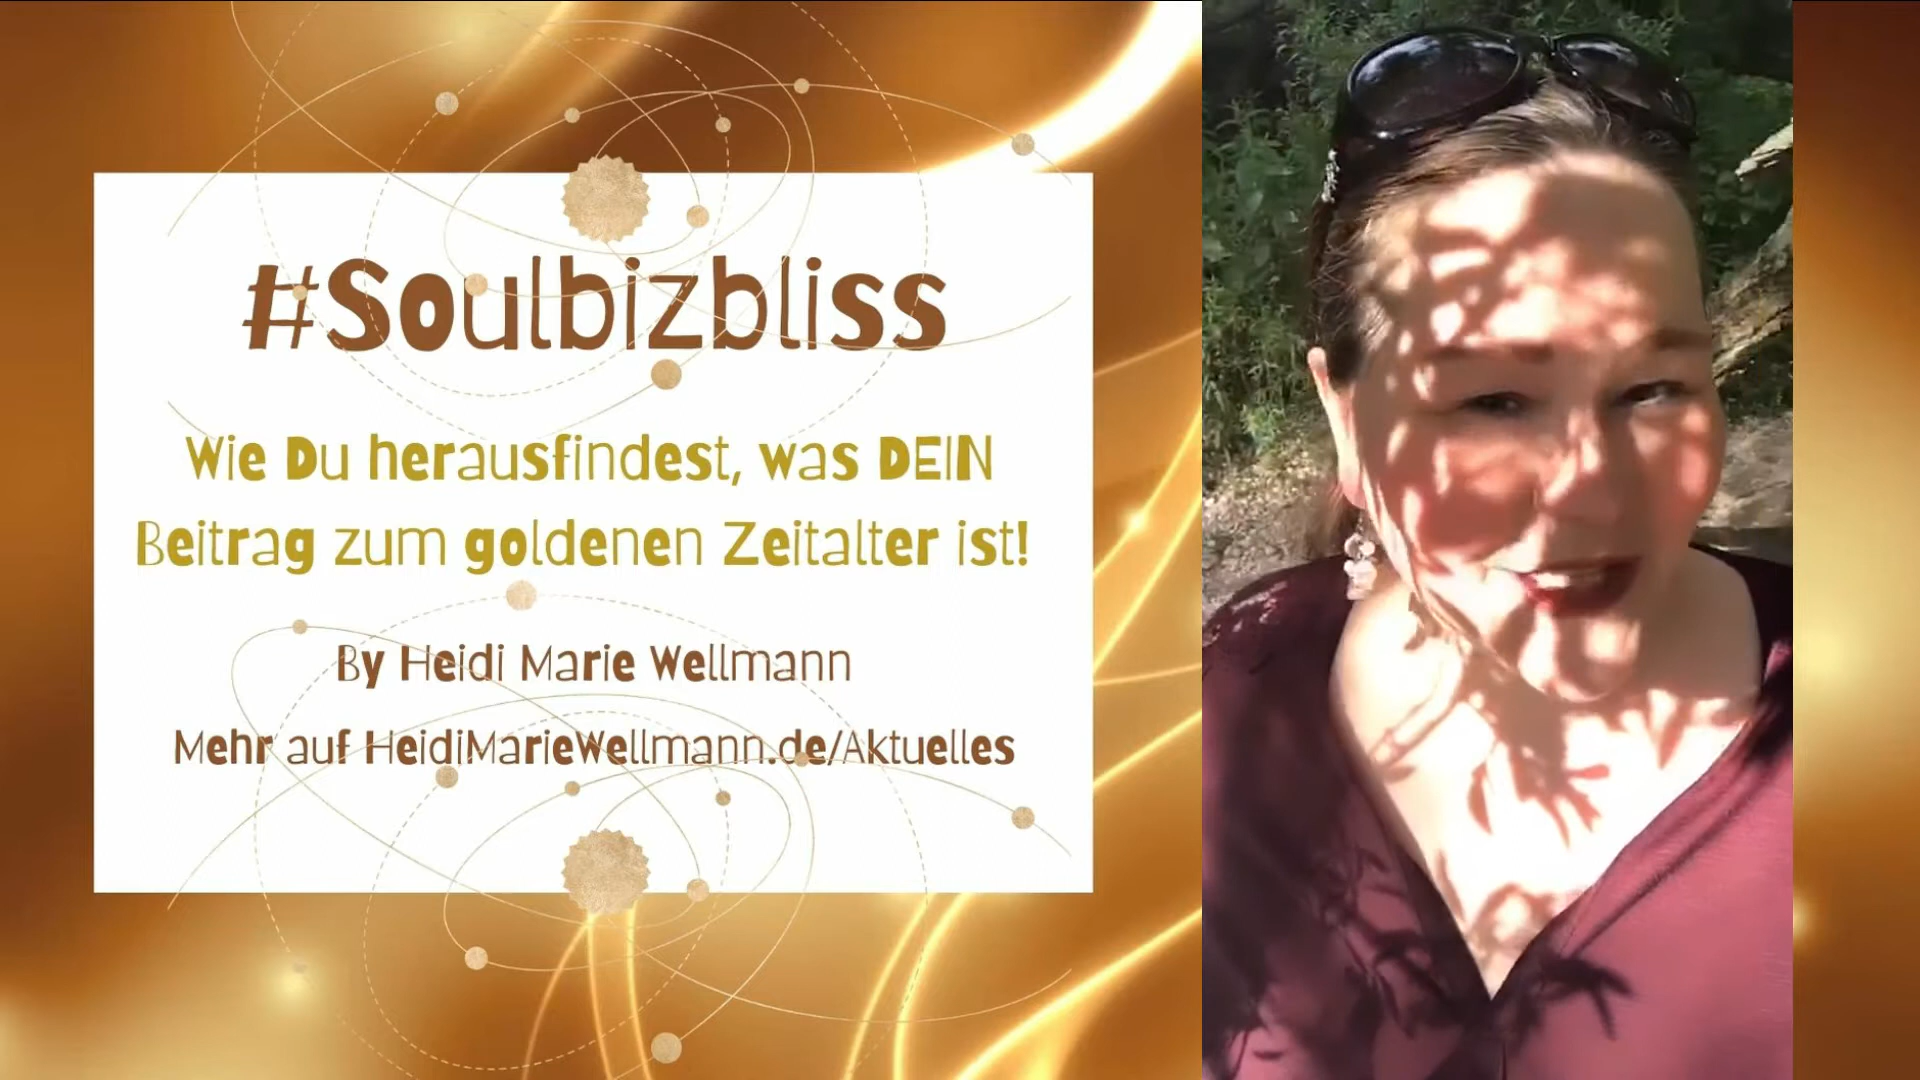 #Soulbizbliss
Wie Du herausfindest, was DEIN
Beitrag zum goldenen Zeitalter ist!
By Heidi Marie Wellmann
Mehr auf HeidiMarieWellmann.de/Aktuelles